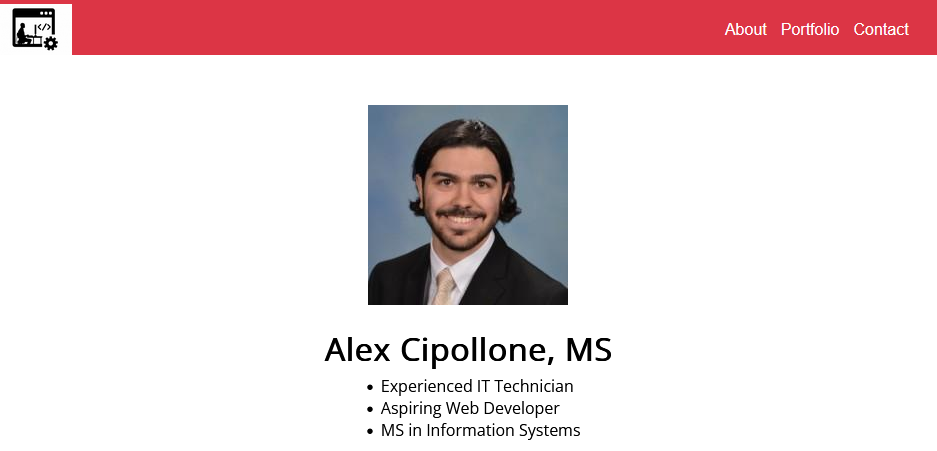 About Portfolio Contact
Alex Cipollone, MS
• Experienced IT Technician
• Aspiring Web Developer
• MS in Information Systems